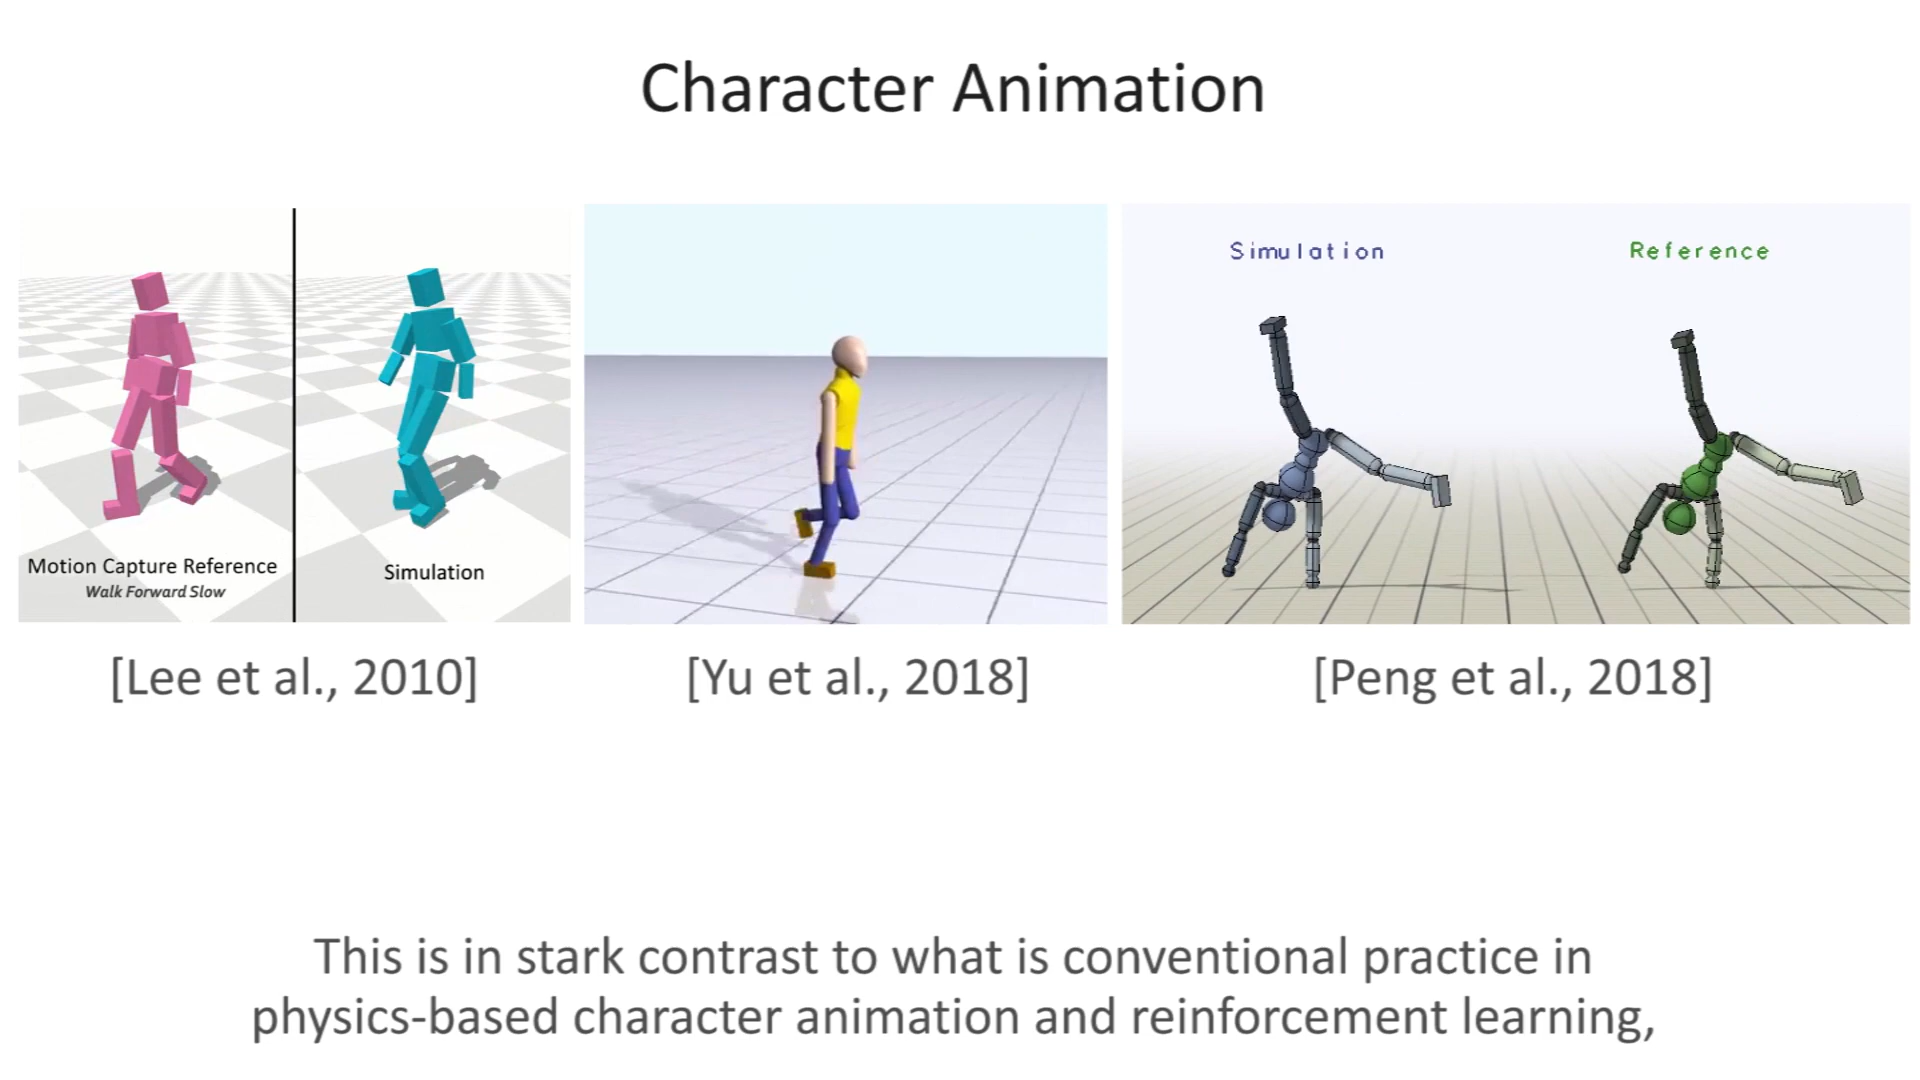 Character Animation
Motion Capture Reference
Walk Forward Slow
Simulation
Simulation
Reference
[Lee et al., 2010]
[Yu et al., 2018]
[Peng et al., 2018]
This is in stark contrast to what is conventional practice in
physics-based character animation and reinforcement learning,